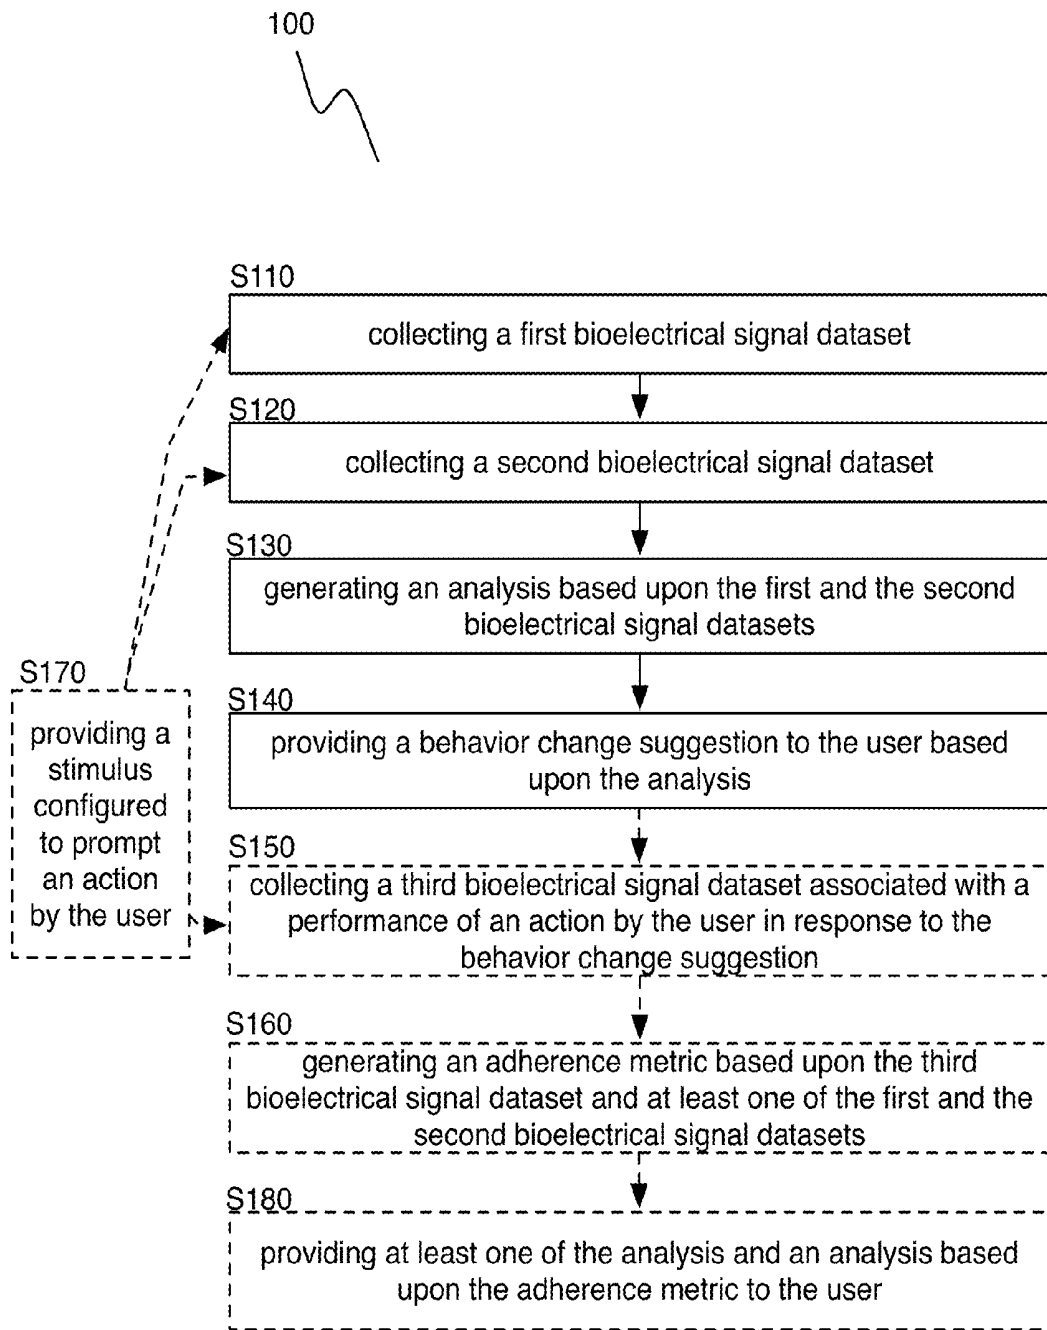 100
S110
collecting a first bioelectrical signal dataset
S120
collecting a second bioelectrical signal dataset
S130
generating an analysis based upon the first and the second
bioelectrical signal datasets
S140
providing a behavior change suggestion to the user based
upon the analysis
S170
providing a
stimulus
configured
to prompt
an action
by the user
S150
collecting a third bioelectrical signal dataset associated with a
performance of an action by the user in response to the
behavior change suggestion
S160
generating an adherence metric based upon the third
bioelectrical signal dataset and at least one of the first and the
second bioelectrical signal datasets
S180
providing at least one of the analysis and an analysis based
upon the adherence metric to the user